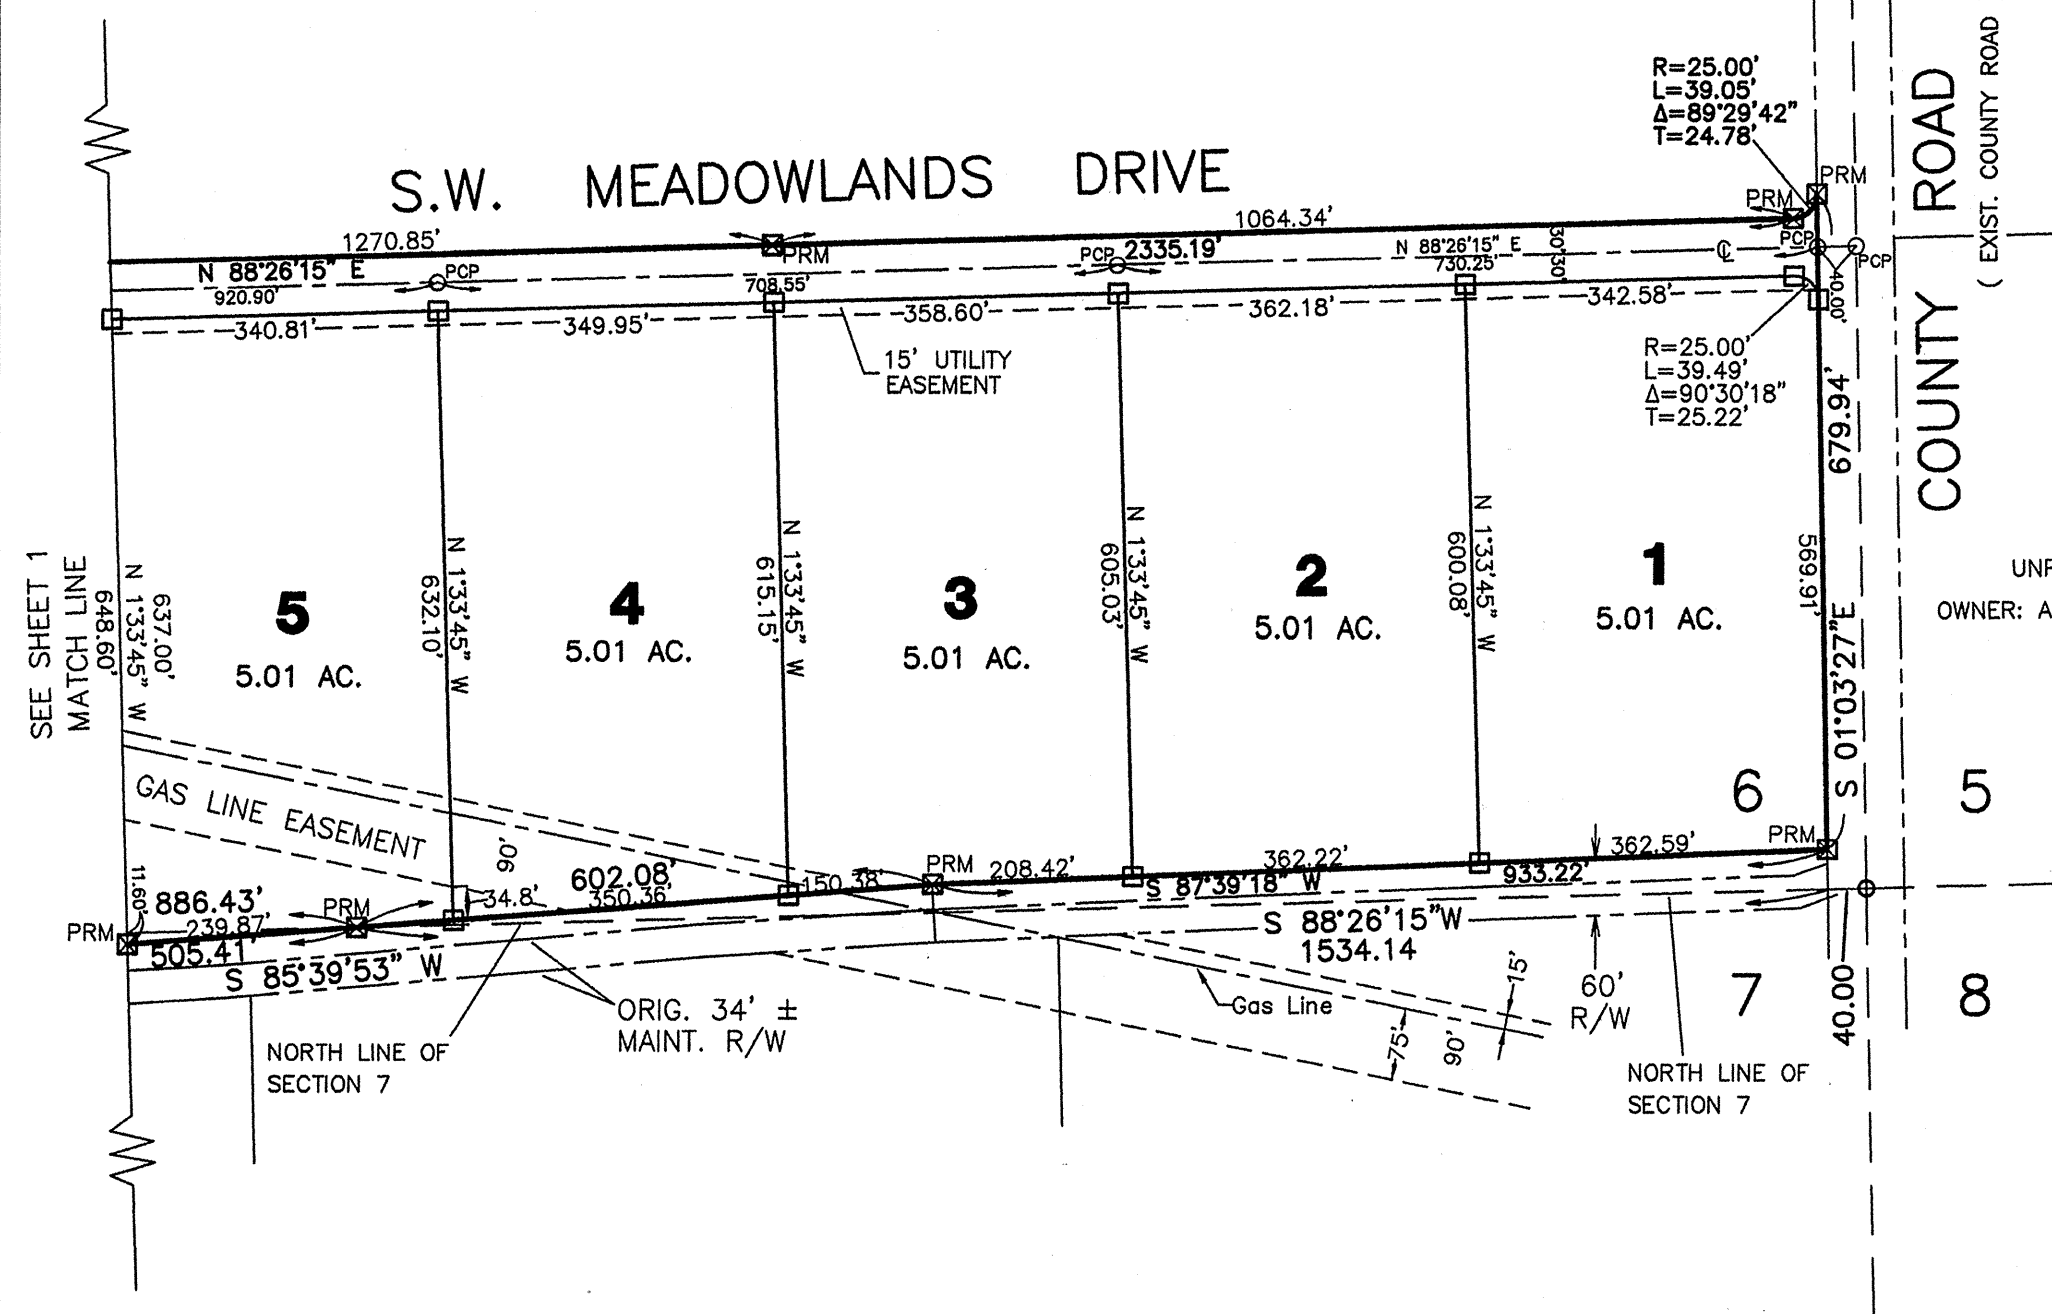 R=25.00'
L=39.05'
Δ=89°29'42"
T=24.78'
COUNTY ROAD
( EXIST. COUNTY ROAD
S.W. MEADOWLANDS DRIVE
PRM
PRM
1270.85'
1064.34'
PRM
2335.19'
N 88°26'15" E
N 88°26'15" E
730.25'
30'
30'
℄
PCP
PCP
PCP
PCP
40.00'
920.90'
708.55'
340.81'
349.95'
358.60'
362.18'
342.58'
15' UTILITY
EASEMENT
R=25.00'
L=39.49'
Δ=90°30'18"
T=25.22'
679.94'
SEE SHEET 1
MATCH LINE
648.60'
N 1°33'45" W
637.00'
5
5.01 AC.
632.10'
N 1°33'45" W
4
5.01 AC.
615.15'
N 1°33'45" W
3
5.01 AC.
605.03'
N 1°33'45" W
2
5.01 AC.
600.08'
N 1°33'45" W
1
5.01 AC.
569.91'
S 01°03'27"E
OWNER: A
6
5
GAS LINE EASEMENT
90'
11.60'
PRM
886.43'
239.87'
505.41'
S 85°39'53" W
PRM
34.8'
602.08'
350.36'
150.38'
PRM
208.42'
362.22'
S 87°39'18" W
933.22'
362.59'
PRM
S 88°26'15"W
1534.14
7
8
40.00
60'
R/W
15'
75'
90'
Gas Line
ORIG. 34' ±
MAINT. R/W
NORTH LINE OF
SECTION 7
NORTH LINE OF
SECTION 7